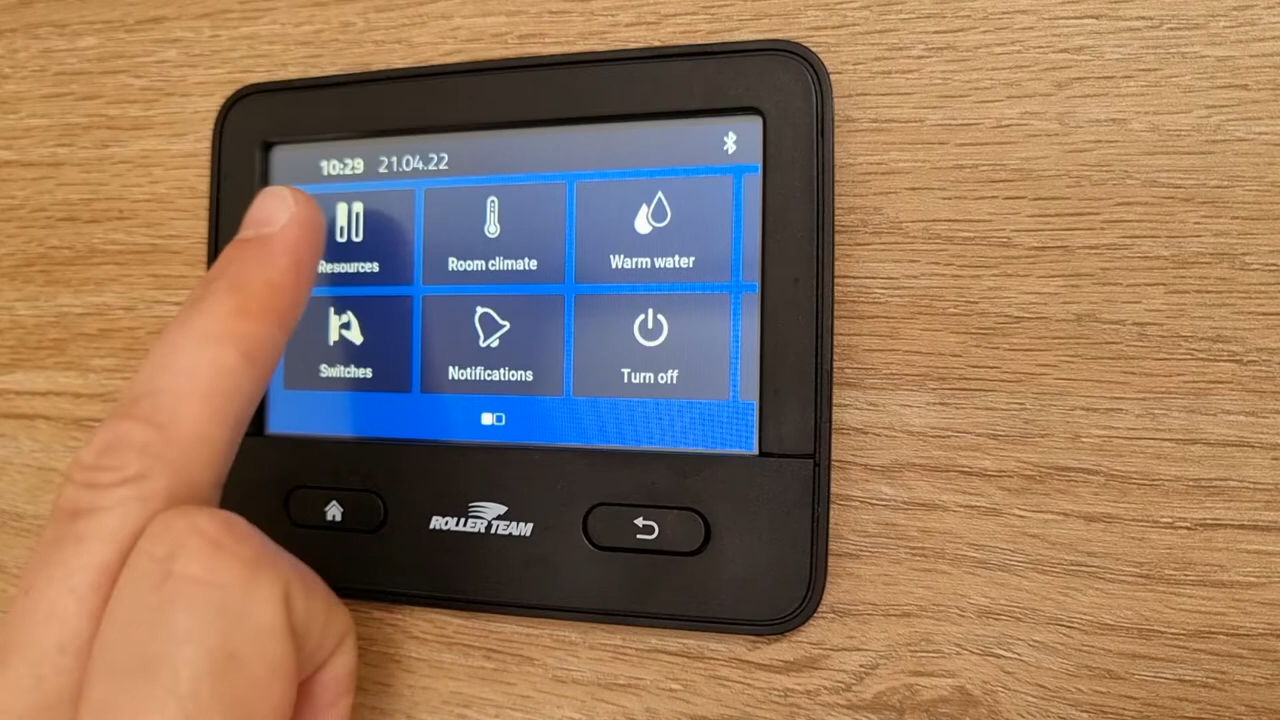 10:29 21.04.22
Resources Room climate Warm water
Switches Notifications Turn off
ROLLER TEAM